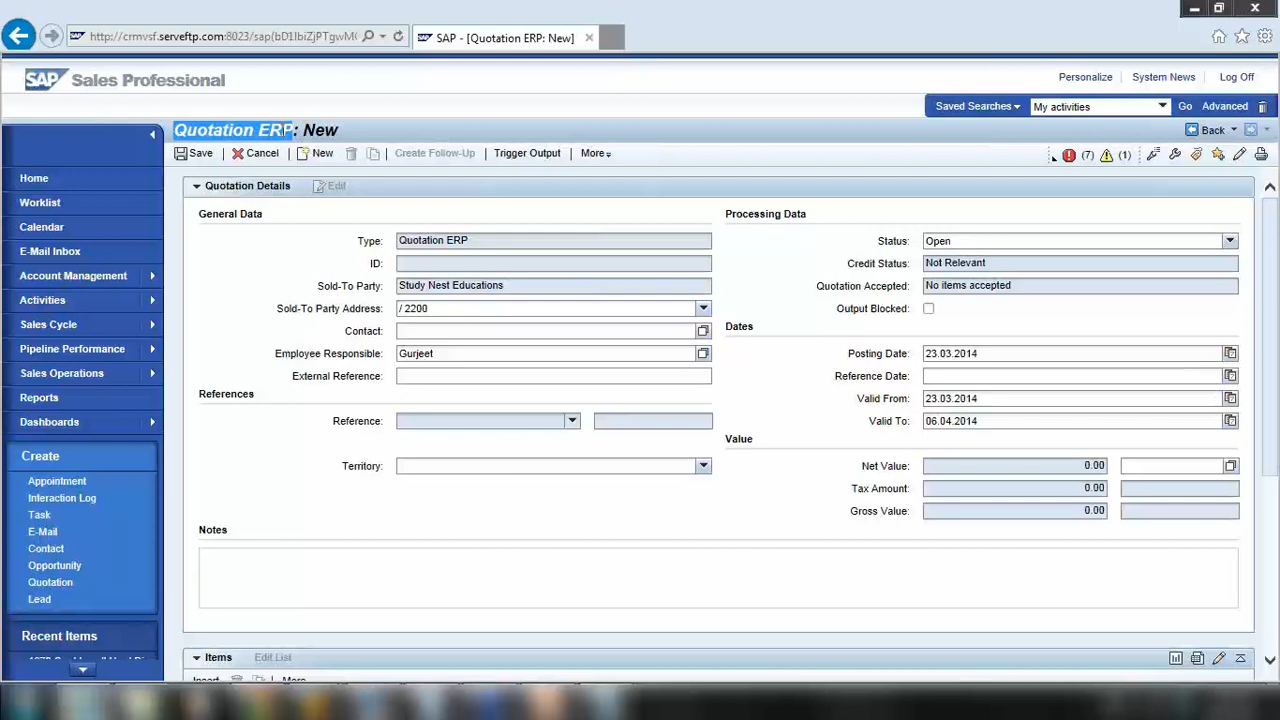 http://crmvsf.serveftp.com:8023/sap(bD1lbiZjPTgwM(
SAP - [Quotation ERP: New]
SAP Sales Professional
Personalize System News Log Off
Saved Searches My activities Go Advanced
Quotation ERP: New
Back
Save Cancel New Create Follow-Up Trigger Output More
(7) (1)
Home
Worklist
Calendar
E-Mail Inbox
Account Management
Activities
Sales Cycle
Pipeline Performance
Sales Operations
Reports
Dashboards
Create
Appointment
Interaction Log
Task
E-Mail
Contact
Opportunity
Quotation
Lead
Recent Items
Quotation Details Edit
General Data
Type: Quotation ERP
ID:
Sold-To Party: Study Nest Educations
Sold-To Party Address: / 2200
Contact:
Employee Responsible: Gurjeet
External Reference:
References
Reference:
Territory:
Processing Data
Status: Open
Credit Status: Not Relevant
Quotation Accepted: No items accepted
Output Blocked:
Dates
Posting Date: 23.03.2014
Reference Date:
Valid From: 23.03.2014
Valid To: 06.04.2014
Value
Net Value: 0.00
Tax Amount: 0.00
Gross Value: 0.00
Notes
Items Edit List
Insert More